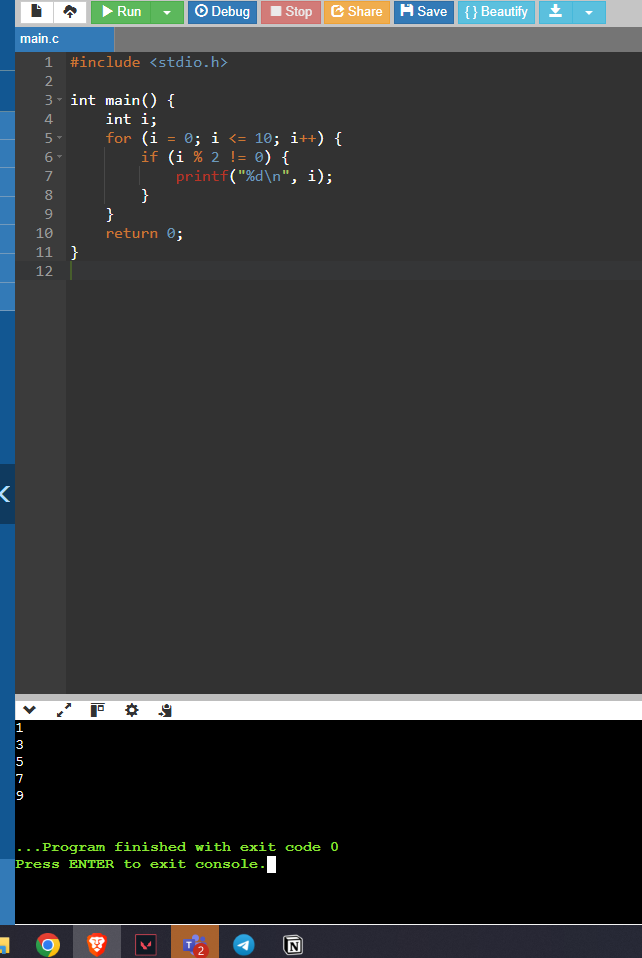 Run Debug Stop Share Save { } Beautify
main.c
1 #include <stdio.h>
2
3 int main() {
4     int i;
5     for (i = 0; i <= 10; i++) {
6         if (i % 2 != 0) {
7             printf("%d\n", i);
8         }
9     }
10     return 0;
11 }
12
1
3
5
7
9
...Program finished with exit code 0
Press ENTER to exit console.
T 2 N